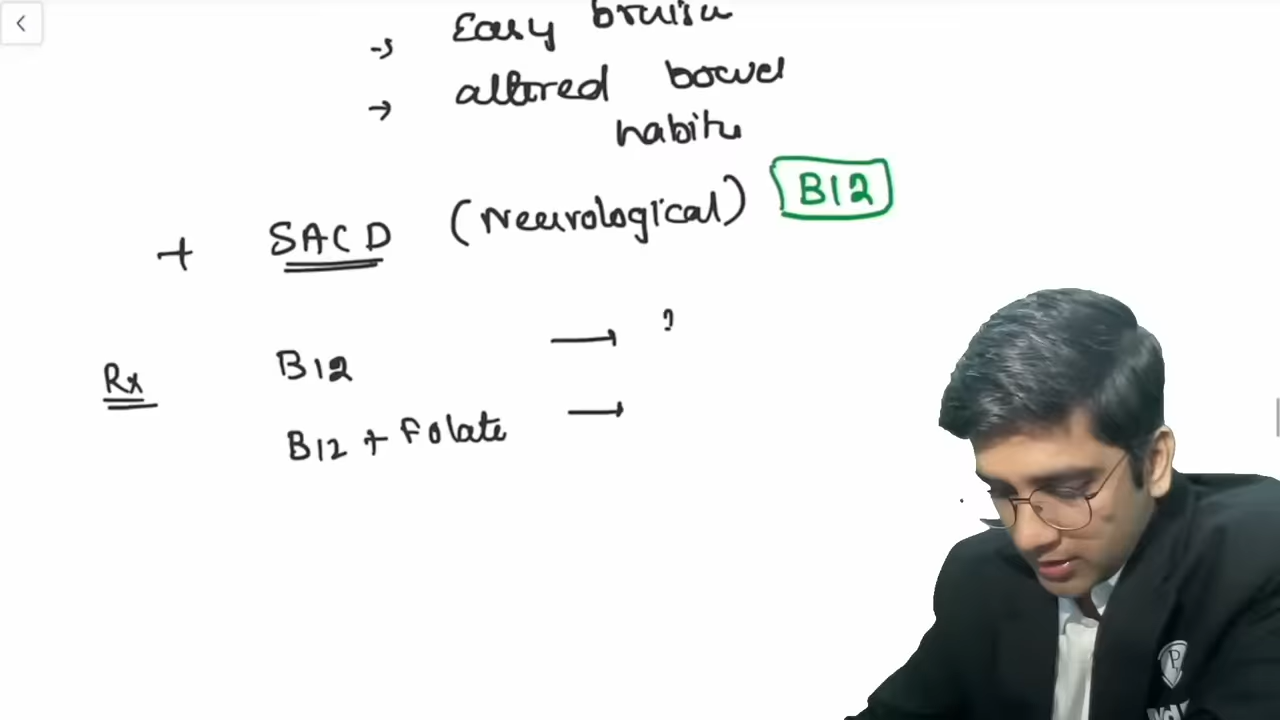 → Easy bruise
→ altered bowel
habits
+ SACD (Neurological) B12
Rx B12 → ?
B12 + Folate →
P